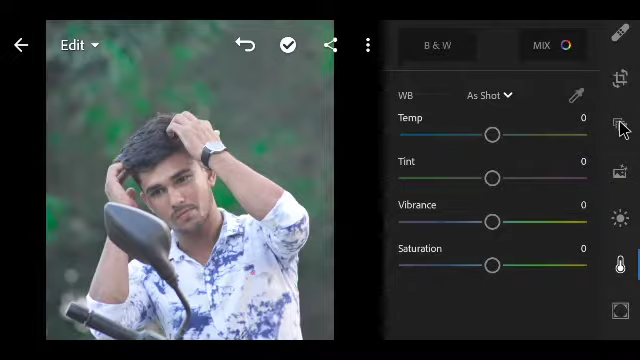 Edit
B & W
MIX
WB
As Shot
Temp
0
Tint
0
Vibrance
0
Saturation
0